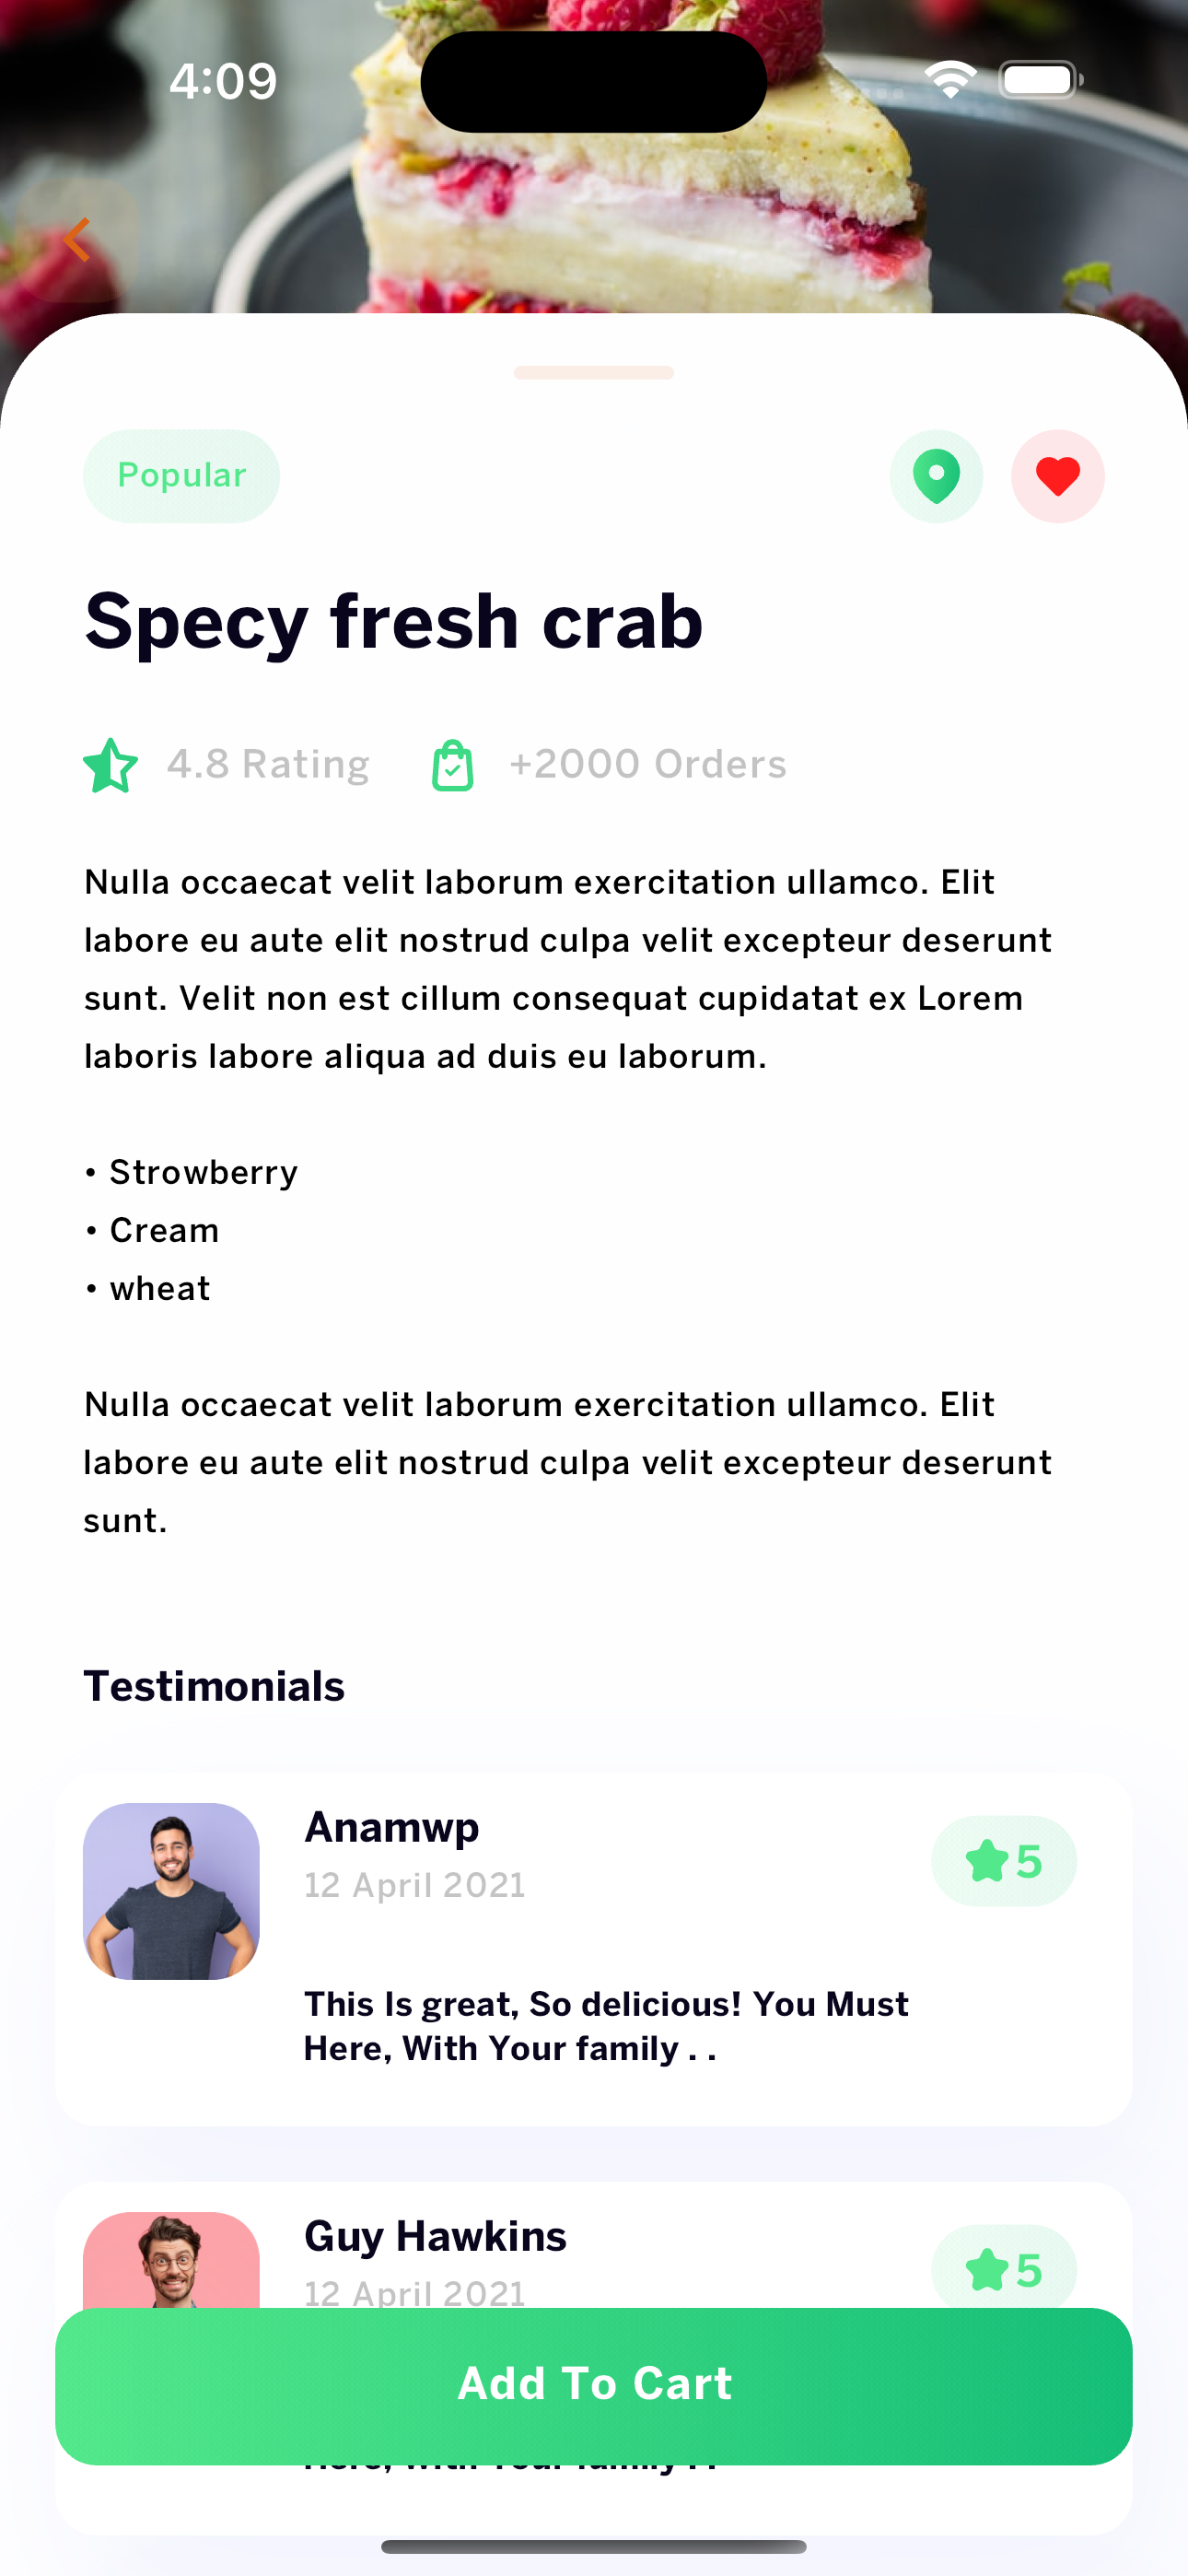 4:09
Popular
Specy fresh crab
4.8 Rating
+2000 Orders
Nulla occaecat velit laborum exercitation ullamco. Elit
labore eu aute elit nostrud culpa velit excepteur deserunt
sunt. Velit non est cillum consequat cupidatat ex Lorem
laboris labore aliqua ad duis eu laborum.
• Strowberry
• Cream
• wheat
Nulla occaecat velit laborum exercitation ullamco. Elit
labore eu aute elit nostrud culpa velit excepteur deserunt
sunt.
Testimonials
Anamwp
12 April 2021
5
This Is great, So delicious! You Must
Here, With Your family . .
Guy Hawkins
12 April 2021
5
Add To Cart
Here, With Your family . .